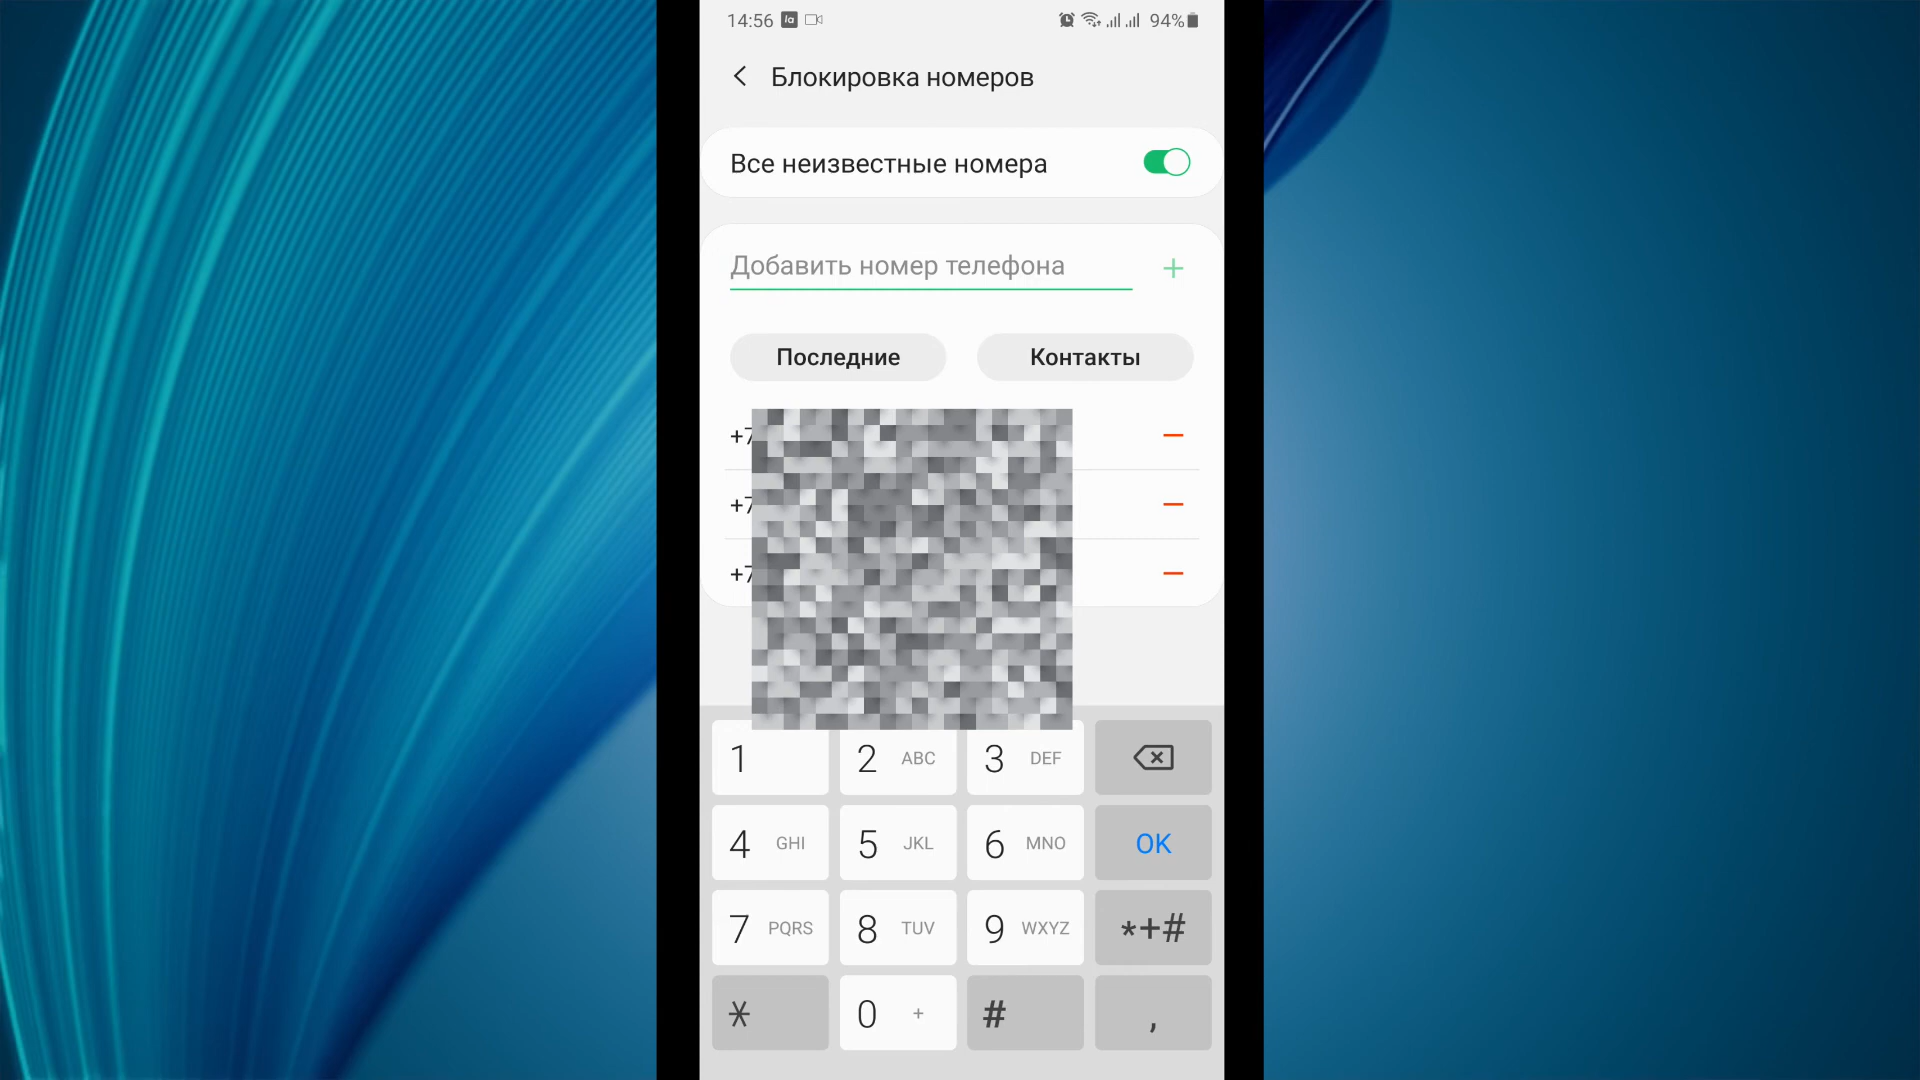 14:56 94%
Блокировка номеров
Все неизвестные номера
Добавить номер телефона +
Последние Контакты
+7
+7
+7
1 2 ABC 3 DEF
4 GHI 5 JKL 6 MNO OK
7 PQRS 8 TUV 9 WXYZ *+#
* 0 + # ,